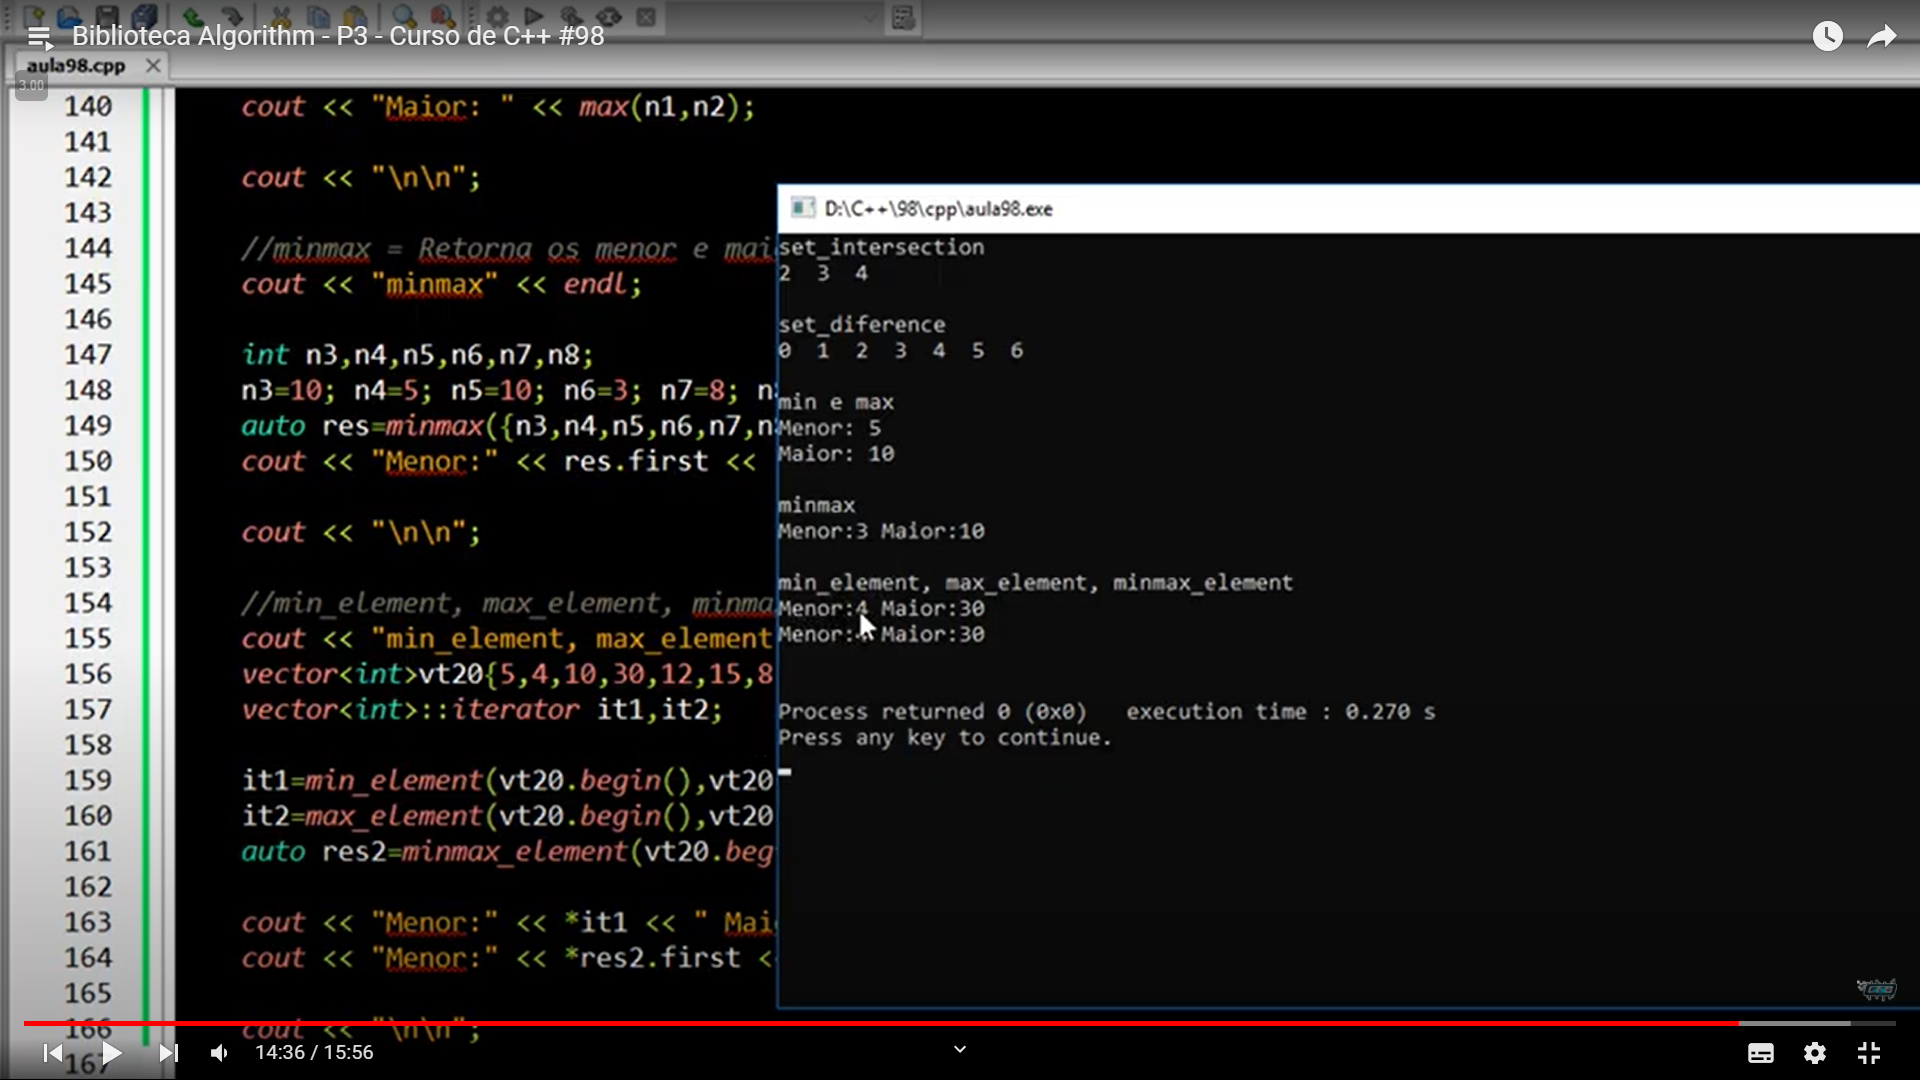 Biblioteca Algorithm - P3 - Curso de C++ #98
aula98.cpp
3.00
140 cout << "Maior: " << max(n1,n2);
141
142 cout << "\n\n";
143
144 //minmax = Retorna os menor e mai
145 cout << "minmax" << endl;
146
147 int n3,n4,n5,n6,n7,n8;
148 n3=10; n4=5; n5=10; n6=3; n7=8; n
149 auto res=minmax({n3,n4,n5,n6,n7,n
150 cout << "Menor:" << res.first <<
151
152 cout << "\n\n";
153
154 //min_element, max_element, minma
155 cout << "min_element, max_element
156 vector<int>vt20{5,4,10,30,12,15,8
157 vector<int>::iterator it1,it2;
158
159 it1=min_element(vt20.begin(),vt20
160 it2=max_element(vt20.begin(),vt20
161 auto res2=minmax_element(vt20.beg
162
163 cout << "Menor:" << *it1 << " Mai
164 cout << "Menor:" << *res2.first <
165
166 cout << "\n\n";
167
D:\C++\98\cpp\aula98.exe
set_intersection
2 3 4
set_diference
0 1 2 3 4 5 6
min e max
Menor: 5
Maior: 10
minmax
Menor:3 Maior:10
min_element, max_element, minmax_element
Menor:4 Maior:30
Menor:4 Maior:30
Process returned 0 (0x0) execution time : 0.270 s
Press any key to continue.
14:36 / 15:56